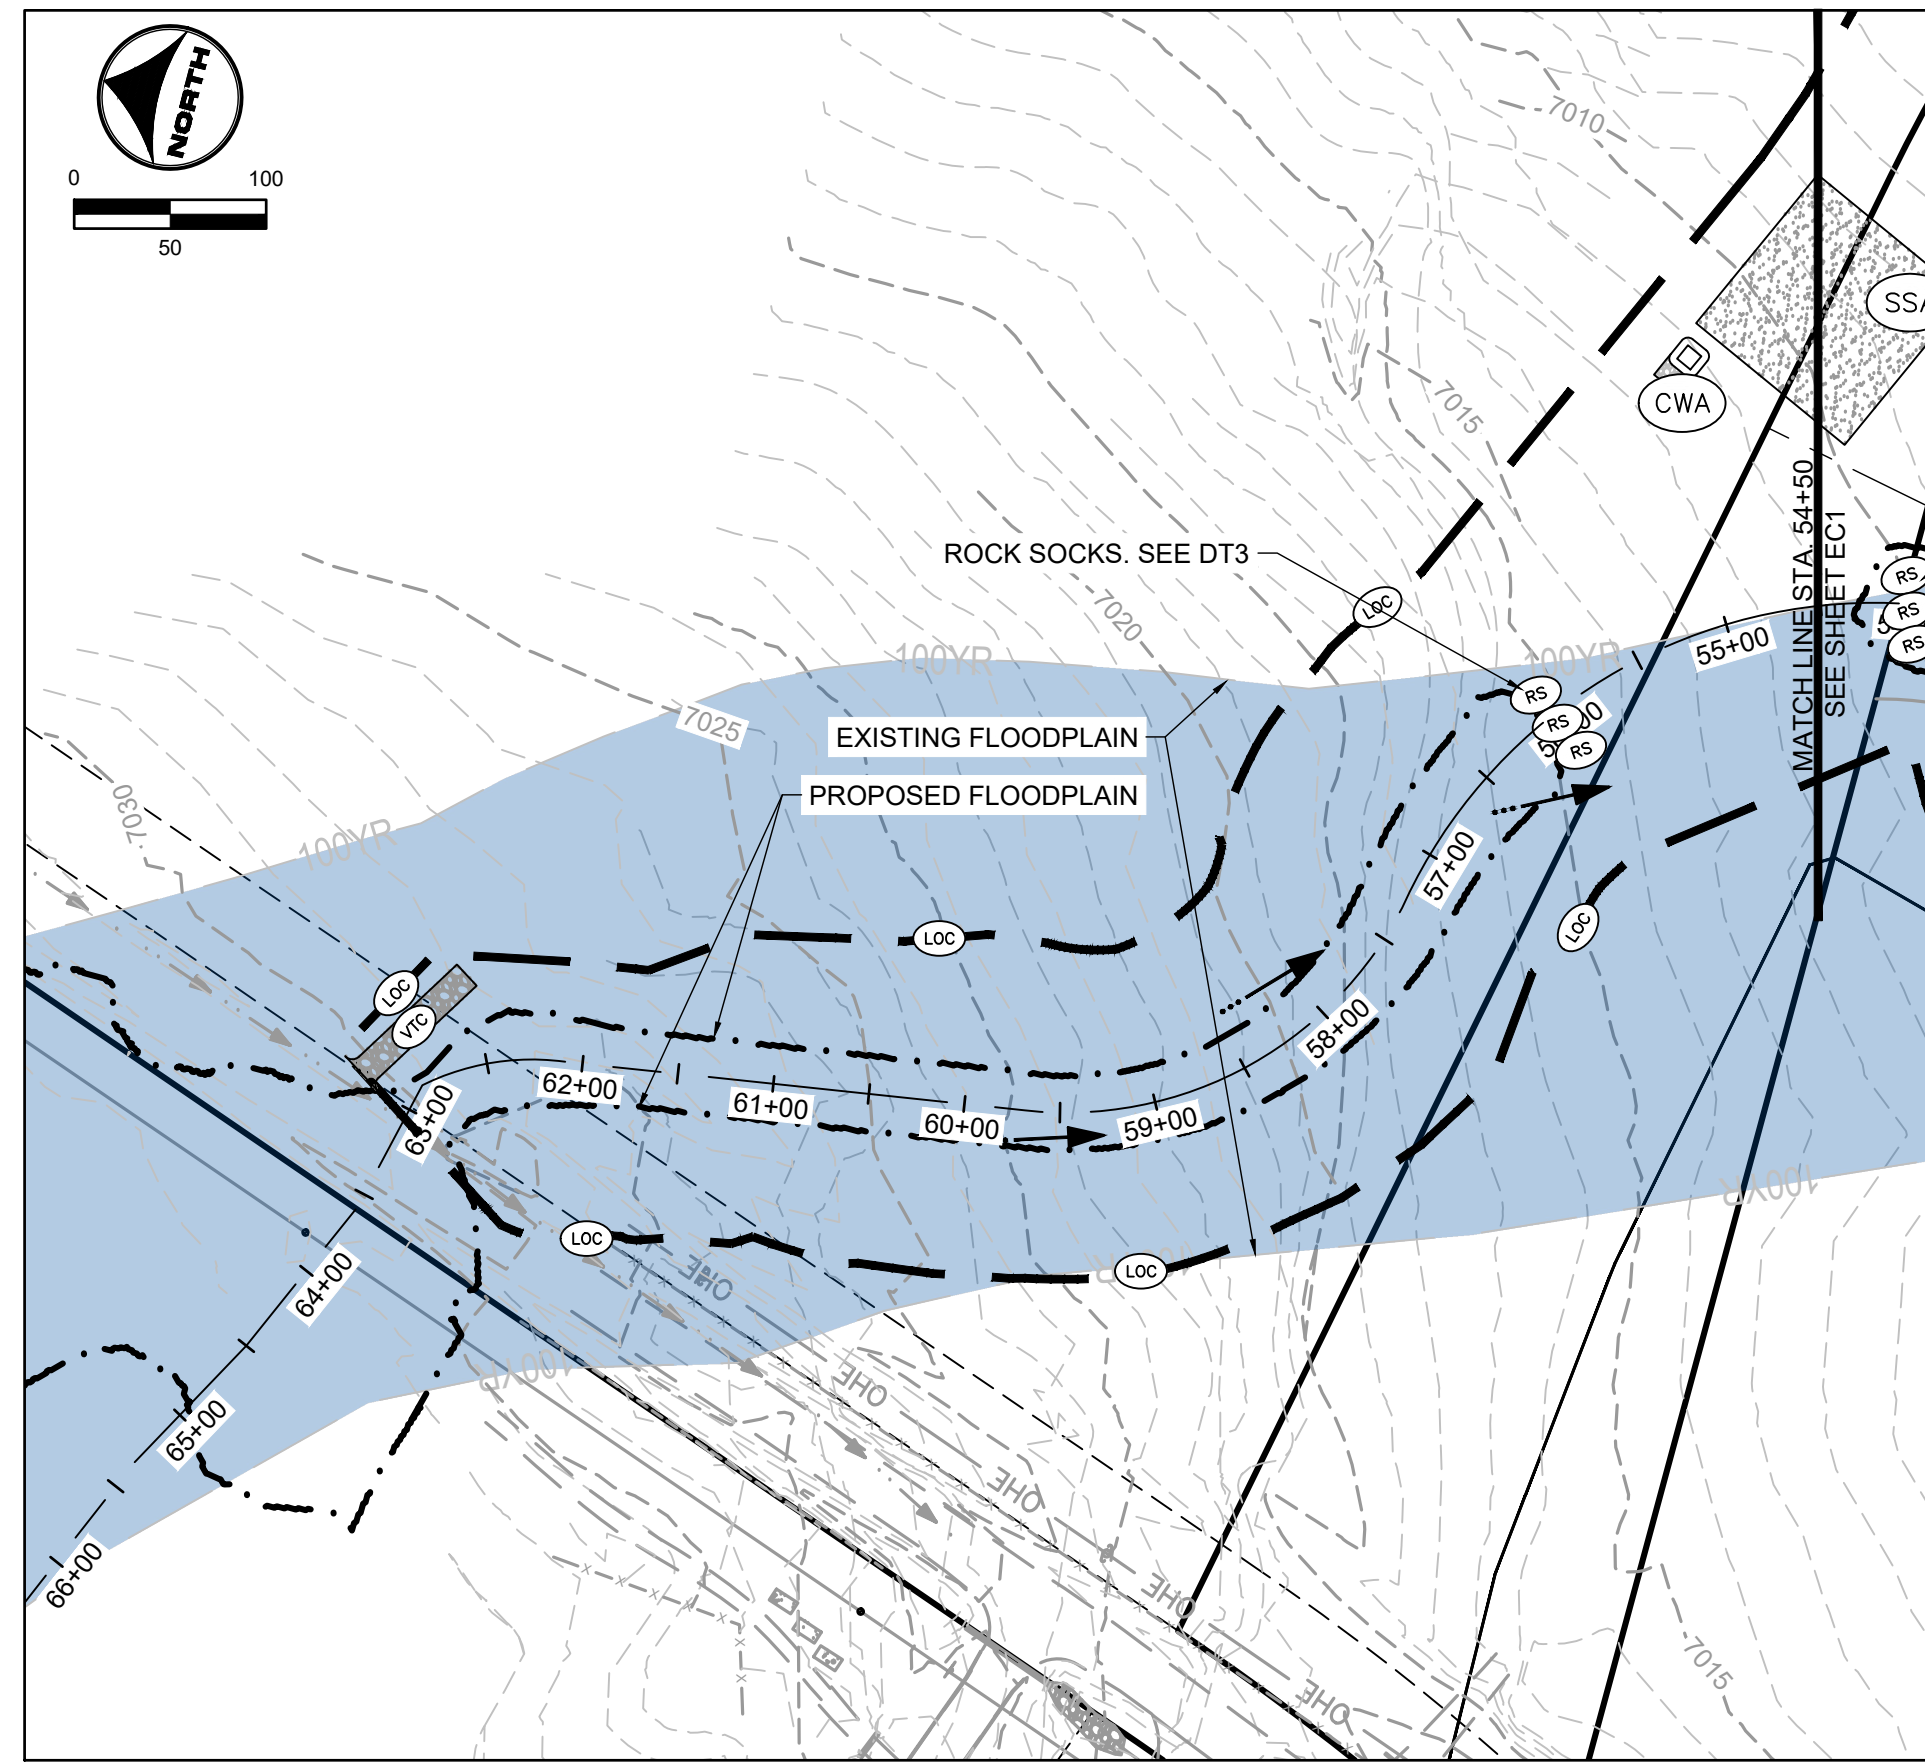 NORTH
0 100
50
7010
SSA
7015
CWA
MATCH LINE STA. 54+50
SEE SHEET EC1
ROCK SOCKS. SEE DT3
LOC
RS
RS
RS
7020
100YR
100YR
55+00
RS
RS
RS
7025
EXISTING FLOODPLAIN
PROPOSED FLOODPLAIN
7030
100YR
57+00
LOC
LOC
LOC
VTC
58+00
62+00
61+00
60+00
59+00
63+00
100YR
LOC
LOC
OHE
64+00
100YR
OHE
65+00
OHE
66+00
OHE
7015
OHE